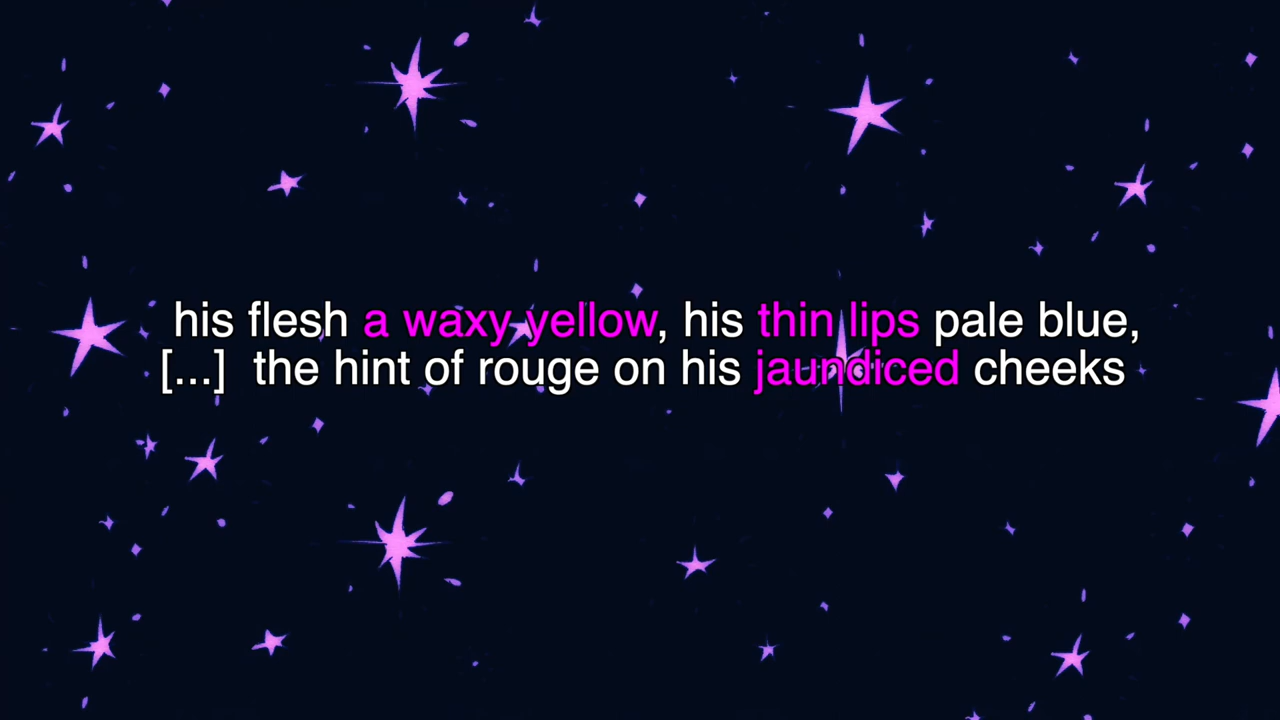 his flesh a waxy yellow, his thin lips pale blue,
[...] the hint of rouge on his jaundiced cheeks